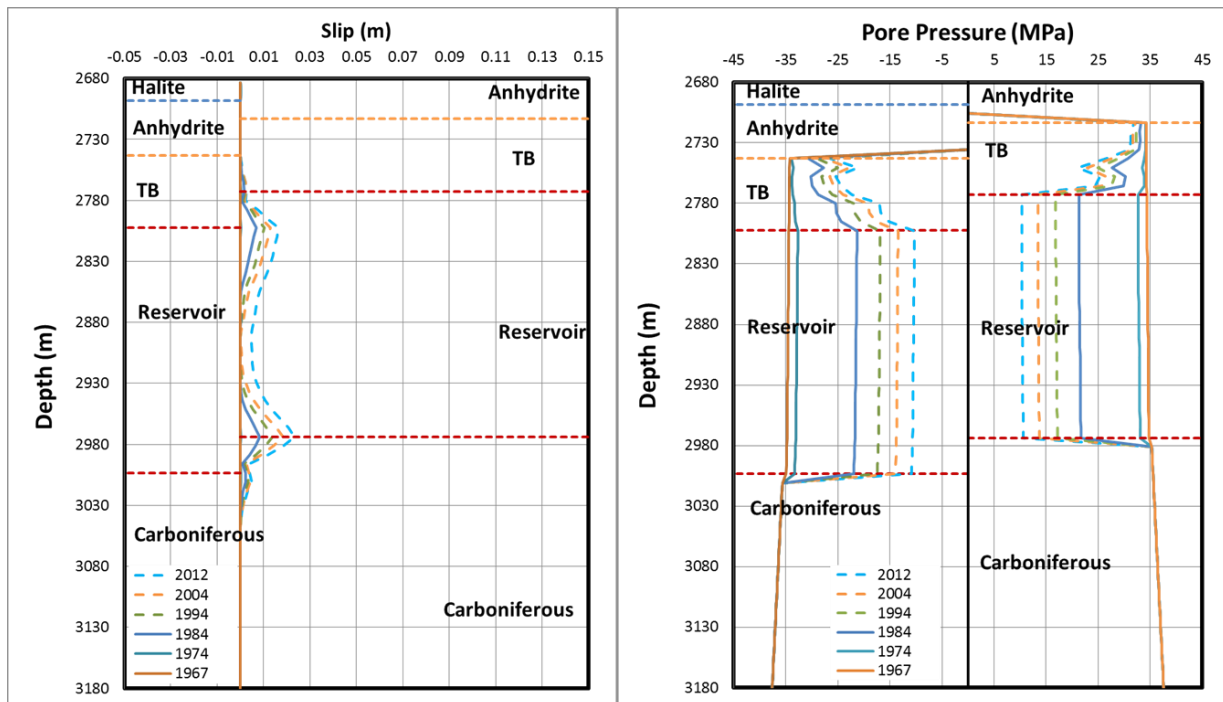 Slip (m)
-0.05 -0.03 -0.01 0.01 0.03 0.05 0.07 0.09 0.11 0.13 0.15
Depth (m)
2680
2730
2780
2830
2880
2930
2980
3030
3080
3130
3180
Halite
Anhydrite
TB
Reservoir
Carboniferous
Anhydrite
TB
Reservoir
Carboniferous
2012
2004
1994
1984
1974
1967
Pore Pressure (MPa)
-45 -35 -25 -15 -5 5 15 25 35 45
Depth (m)
2680
2730
2780
2830
2880
2930
2980
3030
3080
3130
3180
Halite
Anhydrite
TB
Reservoir
Carboniferous
Anhydrite
TB
Reservoir
Carboniferous
2012
2004
1994
1984
1974
1967